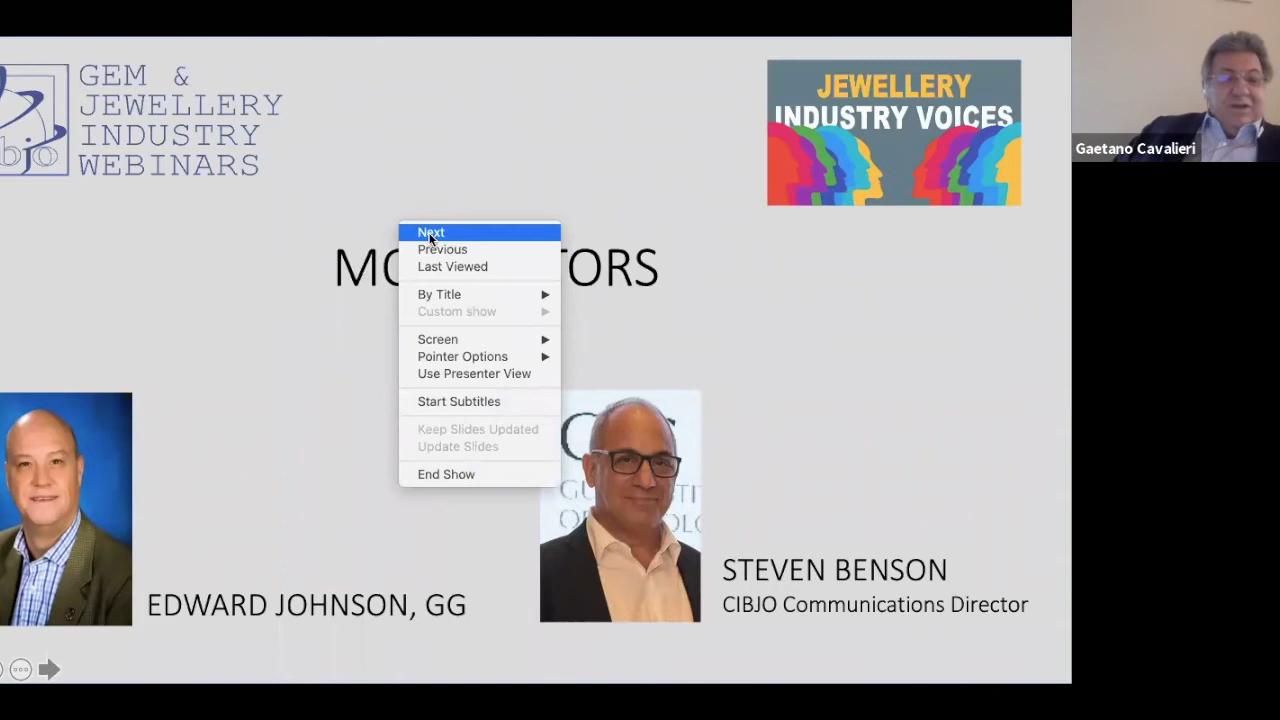 GEM &
JEWELLERY
INDUSTRY
WEBINARS
bjo
JEWELLERY
INDUSTRY VOICES
Gaetano Cavalieri
Next
Previous
Last Viewed
By Title
Custom show
Screen
Pointer Options
Use Presenter View
Start Subtitles
Keep Slides Updated
Update Slides
End Show
STEVEN BENSON
CIBJO Communications Director
EDWARD JOHNSON, GG